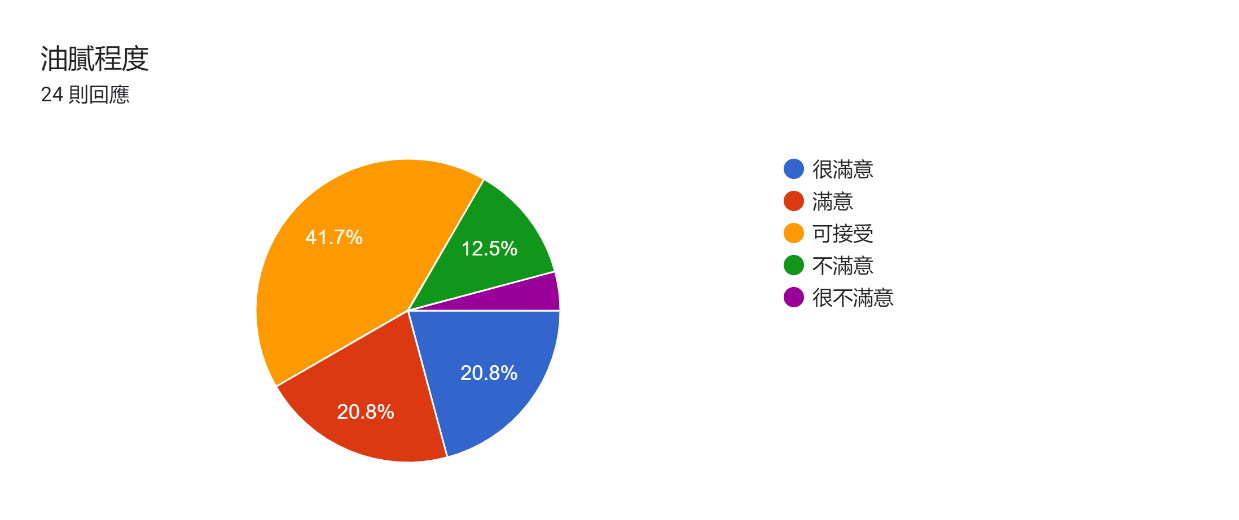 油膩程度
24 則回應
41.7%
12.5%
20.8%
20.8%
很滿意
滿意
可接受
不滿意
很不滿意